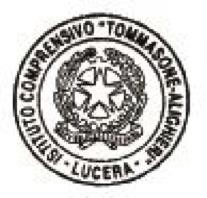 ISTITUTO COMPRENSIVO "TOMMASONE-ALIGHIERI"
- LUCERA -